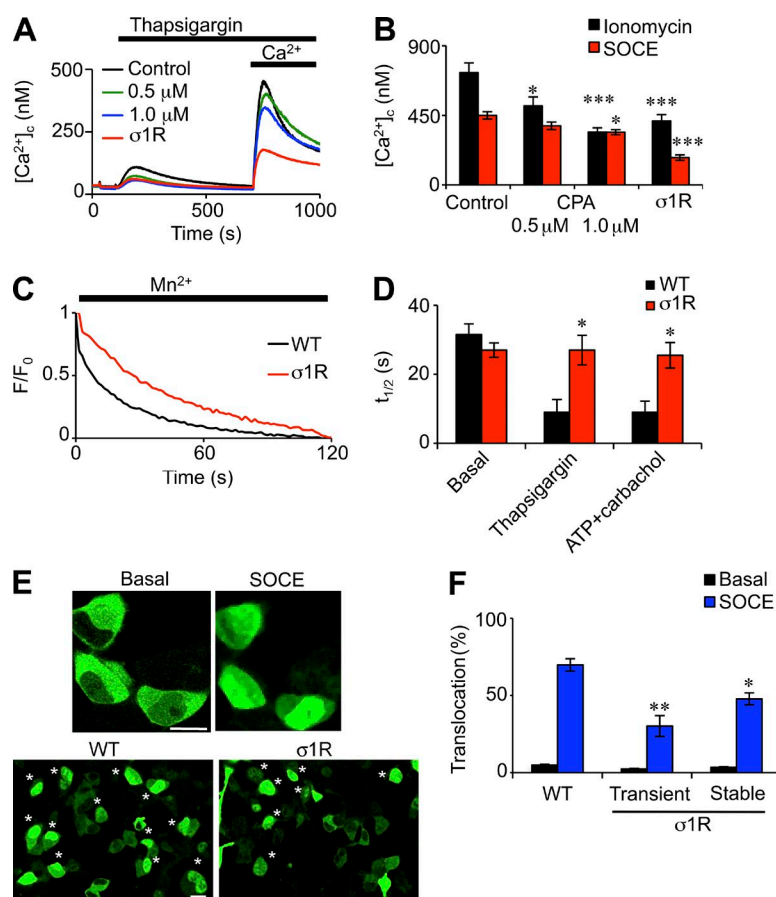 A
Thapsigargin
Ca²⁺
Control
0.5 μM
1.0 μM
σ1R
[Ca²⁺]c (nM)
500
250
0
0 500 1000
Time (s)
B
Ionomycin
SOCE
[Ca²⁺]c (nM)
900
450
0
* *** * *** ***
Control CPA σ1R
0.5 μM 1.0 μM
C
Mn²⁺
WT
σ1R
F/F₀
1
0.5
0
0 60 120
Time (s)
D
WT
σ1R
t1/2 (s)
40
20
0
* *
Basal
Thapsigargin
ATP+carbachol
E
Basal SOCE
WT σ1R
* * * * * * * * * * *
* * * * * * *
F
Basal
SOCE
Translocation (%)
100
50
0
** *
WT Transient Stable
σ1R